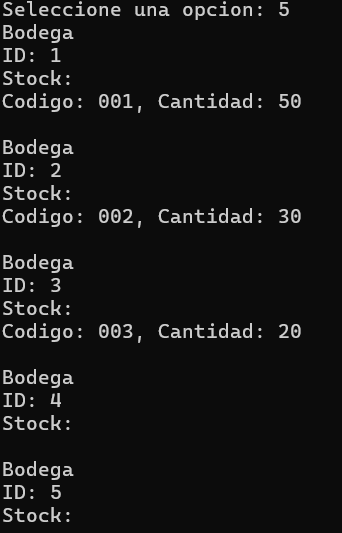 Seleccione una opcion: 5
Bodega
ID: 1
Stock:
Codigo: 001, Cantidad: 50
Bodega
ID: 2
Stock:
Codigo: 002, Cantidad: 30
Bodega
ID: 3
Stock:
Codigo: 003, Cantidad: 20
Bodega
ID: 4
Stock:
Bodega
ID: 5
Stock: